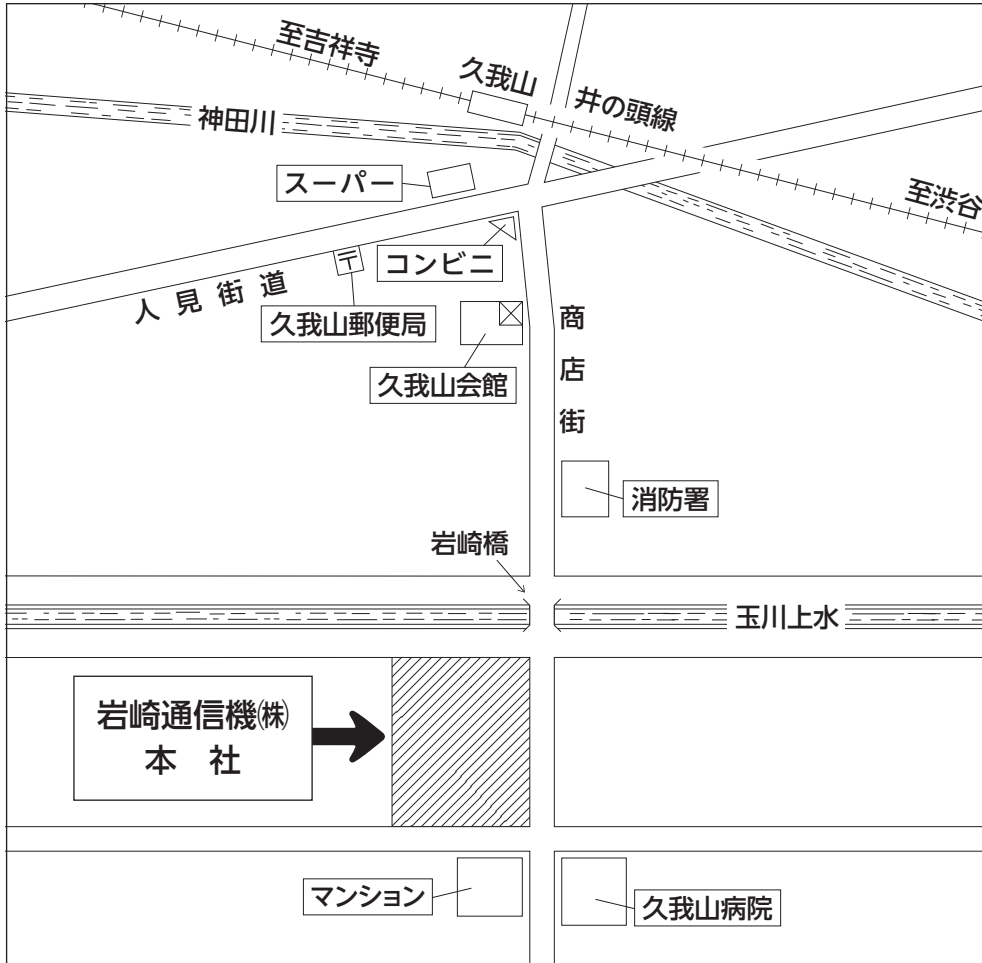 至吉祥寺
久我山
井の頭線
神田川
スーパー
至渋谷
コンビニ
〒
人見街道
久我山郵便局
商店街
久我山会館
消防署
岩崎橋
玉川上水
岩崎通信機㈱
本 社
マンション
久我山病院